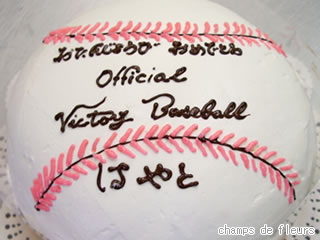 おたんじょうび おめでとう
Official
Victory Baseball
はやと
champs de fleurs